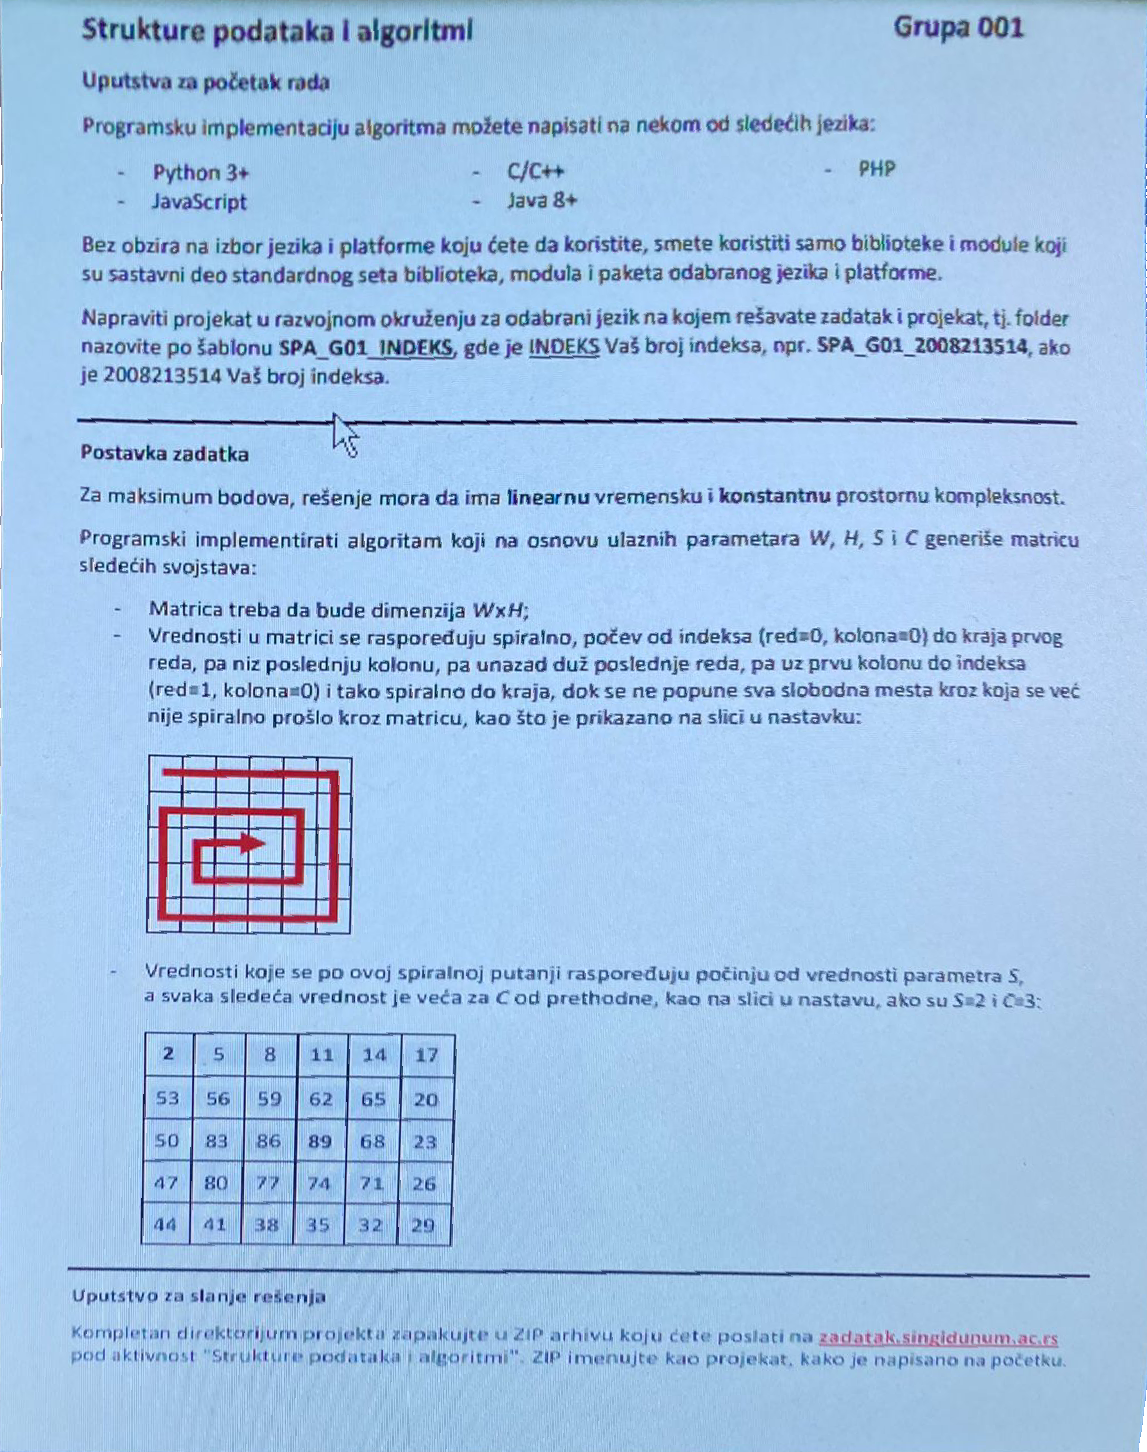 Strukture podataka i algoritmi
Grupa 001
Uputstva za početak rada
Programsku implementaciju algoritma možete napisati na nekom od sledećih jezika:
- Python 3+
- C/C++
- PHP
- JavaScript
- Java 8+
Bez obzira na izbor jezika i platforme koju ćete da koristite, smete koristiti samo biblioteke i module koji
su sastavni deo standardnog seta biblioteka, modula i paketa odabranog jezika i platforme.
Napraviti projekat u razvojnom okruženju za odabrani jezik na kojem rešavate zadatak i projekat, tj. folder
nazovite po šablonu SPA_G01_INDEKS, gde je INDEKS Vaš broj indeksa, npr. SPA_G01_2008213514, ako
je 2008213514 Vaš broj indeksa.
Postavka zadatka
Za maksimum bodova, rešenje mora da ima linearnu vremensku i konstantnu prostornu kompleksnost.
Programski implementirati algoritam koji na osnovu ulaznih parametara W, H, S i C generiše matricu
sledećih svojstava:
- Matrica treba da bude dimenzija WxH;
- Vrednosti u matrici se raspoređuju spiralno, počev od indeksa (red=0, kolona=0) do kraja prvog
reda, pa niz poslednju kolonu, pa unazad duž poslednje reda, pa uz prvu kolonu do indeksa
(red=1, kolona=0) i tako spiralno do kraja, dok se ne popune sva slobodna mesta kroz koja se već
nije spiralno prošlo kroz matricu, kao što je prikazano na slici u nastavku:
- Vrednosti koje se po ovoj spiralnoj putanji raspoređuju počinju od vrednosti parametra S,
a svaka sledeća vrednost je veća za C od prethodne, kao na slici u nastavu, ako su S=2 i C=3:
2 5 8 11 14 17
53 56 59 62 65 20
50 83 86 89 68 23
47 80 77 74 71 26
44 41 38 35 32 29
Uputstvo za slanje rešenja
Kompletan direktorijum projekta zapakujte u ZIP arhivu koju ćete poslati na zadatak.singidunum.ac.rs
pod aktivnost "Strukture podataka i algoritmi". ZIP imenujte kao projekat, kako je napisano na početku.